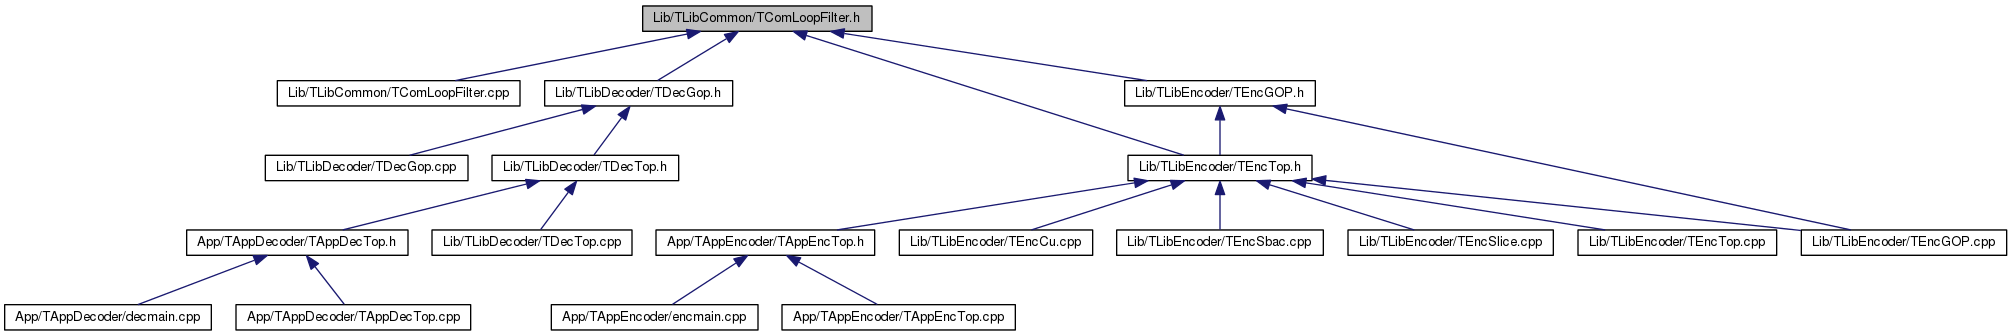 Lib/TLibCommon/TComLoopFilter.h
Lib/TLibCommon/TComLoopFilter.cpp
Lib/TLibDecoder/TDecGop.h
Lib/TLibEncoder/TEncGOP.h
Lib/TLibDecoder/TDecGop.cpp
Lib/TLibDecoder/TDecTop.h
Lib/TLibEncoder/TEncTop.h
App/TAppDecoder/TAppDecTop.h
Lib/TLibDecoder/TDecTop.cpp
App/TAppEncoder/TAppEncTop.h
Lib/TLibEncoder/TEncCu.cpp
Lib/TLibEncoder/TEncSbac.cpp
Lib/TLibEncoder/TEncSlice.cpp
Lib/TLibEncoder/TEncTop.cpp
Lib/TLibEncoder/TEncGOP.cpp
App/TAppDecoder/decmain.cpp
App/TAppDecoder/TAppDecTop.cpp
App/TAppEncoder/encmain.cpp
App/TAppEncoder/TAppEncTop.cpp